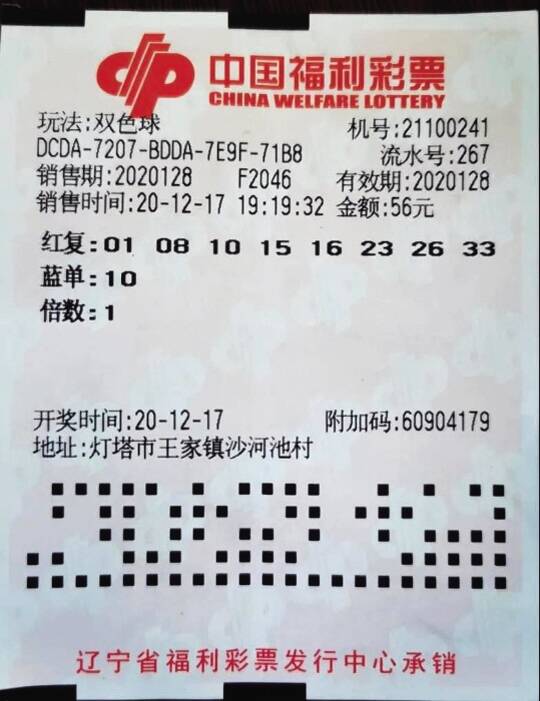 中国福利彩票
CHINA WELFARE LOTTERY
玩法:双色球 机号:21100241
DCDA-7207-BDDA-7E9F-71B8 流水号:267
销售期:2020128 F2046 有效期:2020128
销售时间:20-12-17 19:19:32 金额:56元
红复:01 08 10 15 16 23 26 33
蓝单:10
倍数:1
开奖时间:20-12-17 附加码:60904179
地址:灯塔市王家镇沙河池村
辽宁省福利彩票发行中心承销